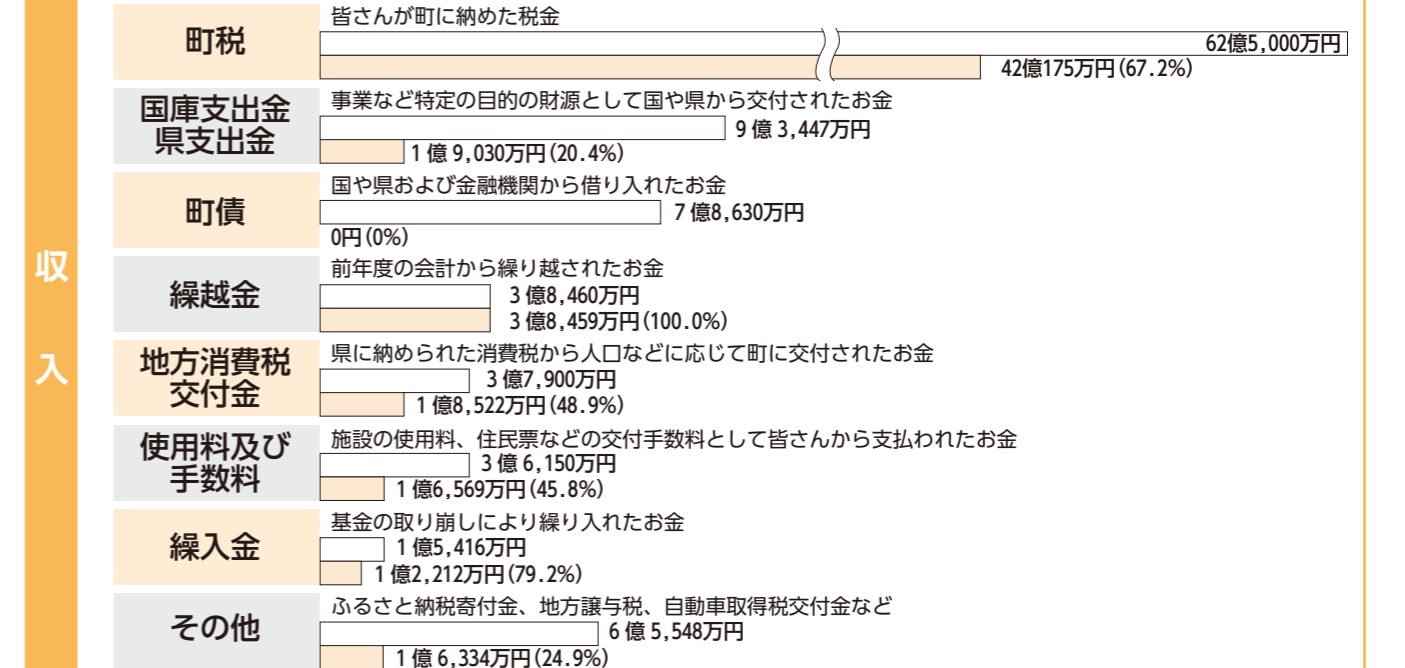 収入
町税
皆さんが町に納めた税金
62億5,000万円
42億175万円(67.2%)
国庫支出金
県支出金
事業など特定の目的の財源として国や県から交付されたお金
9億3,447万円
1億9,030万円(20.4%)
町債
国や県および金融機関から借り入れたお金
7億8,630万円
0円(0%)
繰越金
前年度の会計から繰り越されたお金
3億8,460万円
3億8,459万円(100.0%)
地方消費税
交付金
県に納められた消費税から人口などに応じて町に交付されたお金
3億7,900万円
1億8,522万円(48.9%)
使用料及び
手数料
施設の使用料、住民票などの交付手数料として皆さんから支払われたお金
3億6,150万円
1億6,569万円(45.8%)
繰入金
基金の取り崩しにより繰り入れたお金
1億5,416万円
1億2,212万円(79.2%)
その他
ふるさと納税寄付金、地方譲与税、自動車取得税交付金など
6億5,548万円
1億6,334万円(24.9%)